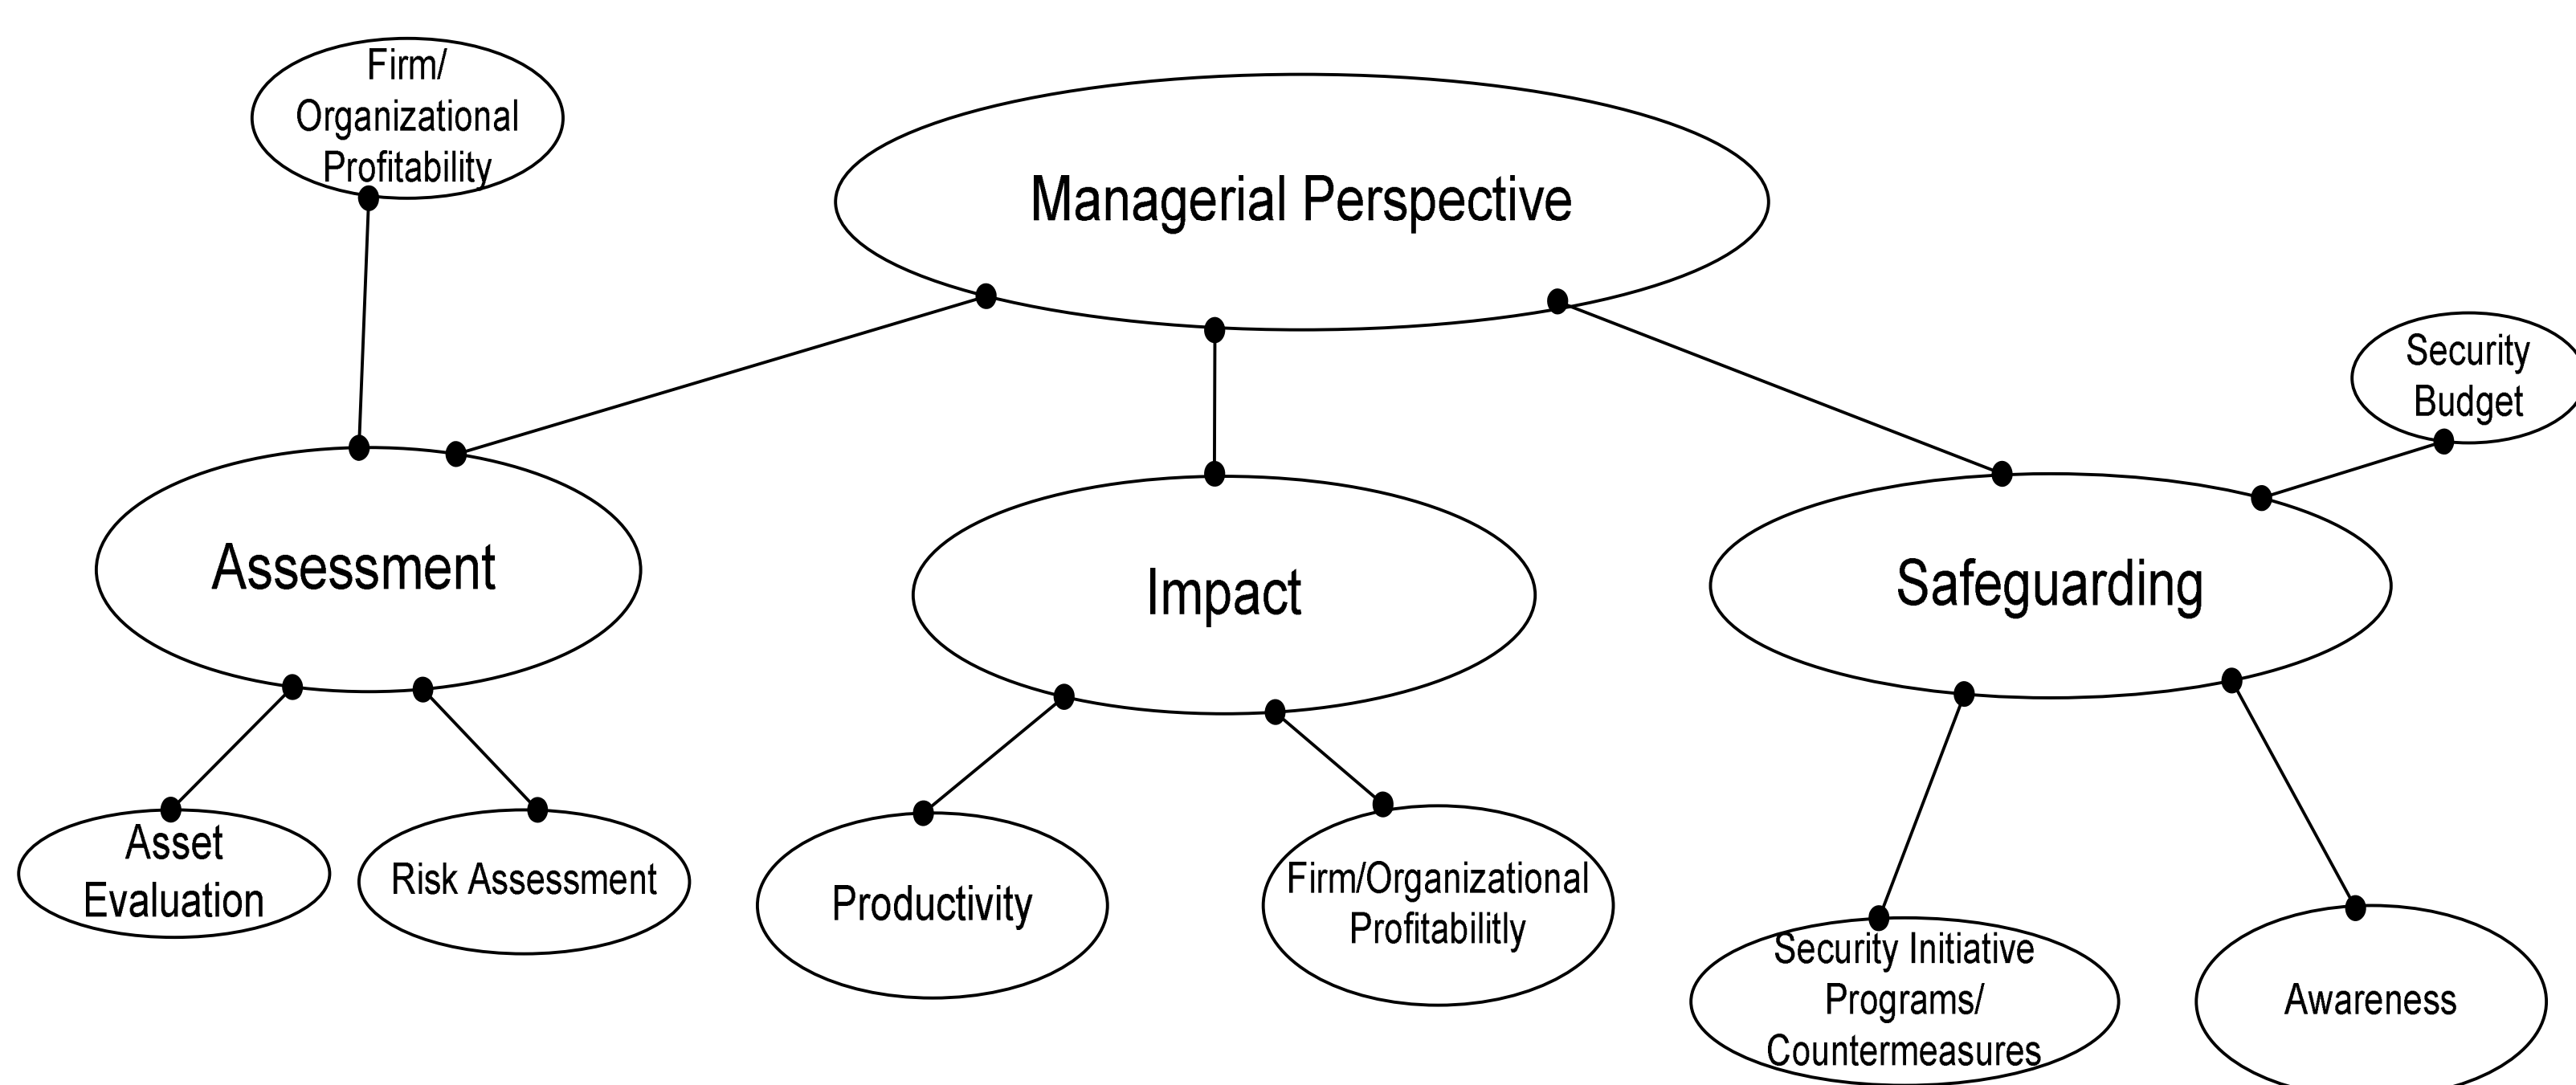 Firm/
Organizational
Profitability
Managerial Perspective
Security
Budget
Assessment
Impact
Safeguarding
Asset
Evaluation
Risk Assessment
Productivity
Firm/Organizational
Profitabilitly
Security Initiative
Programs/
Countermeasures
Awareness